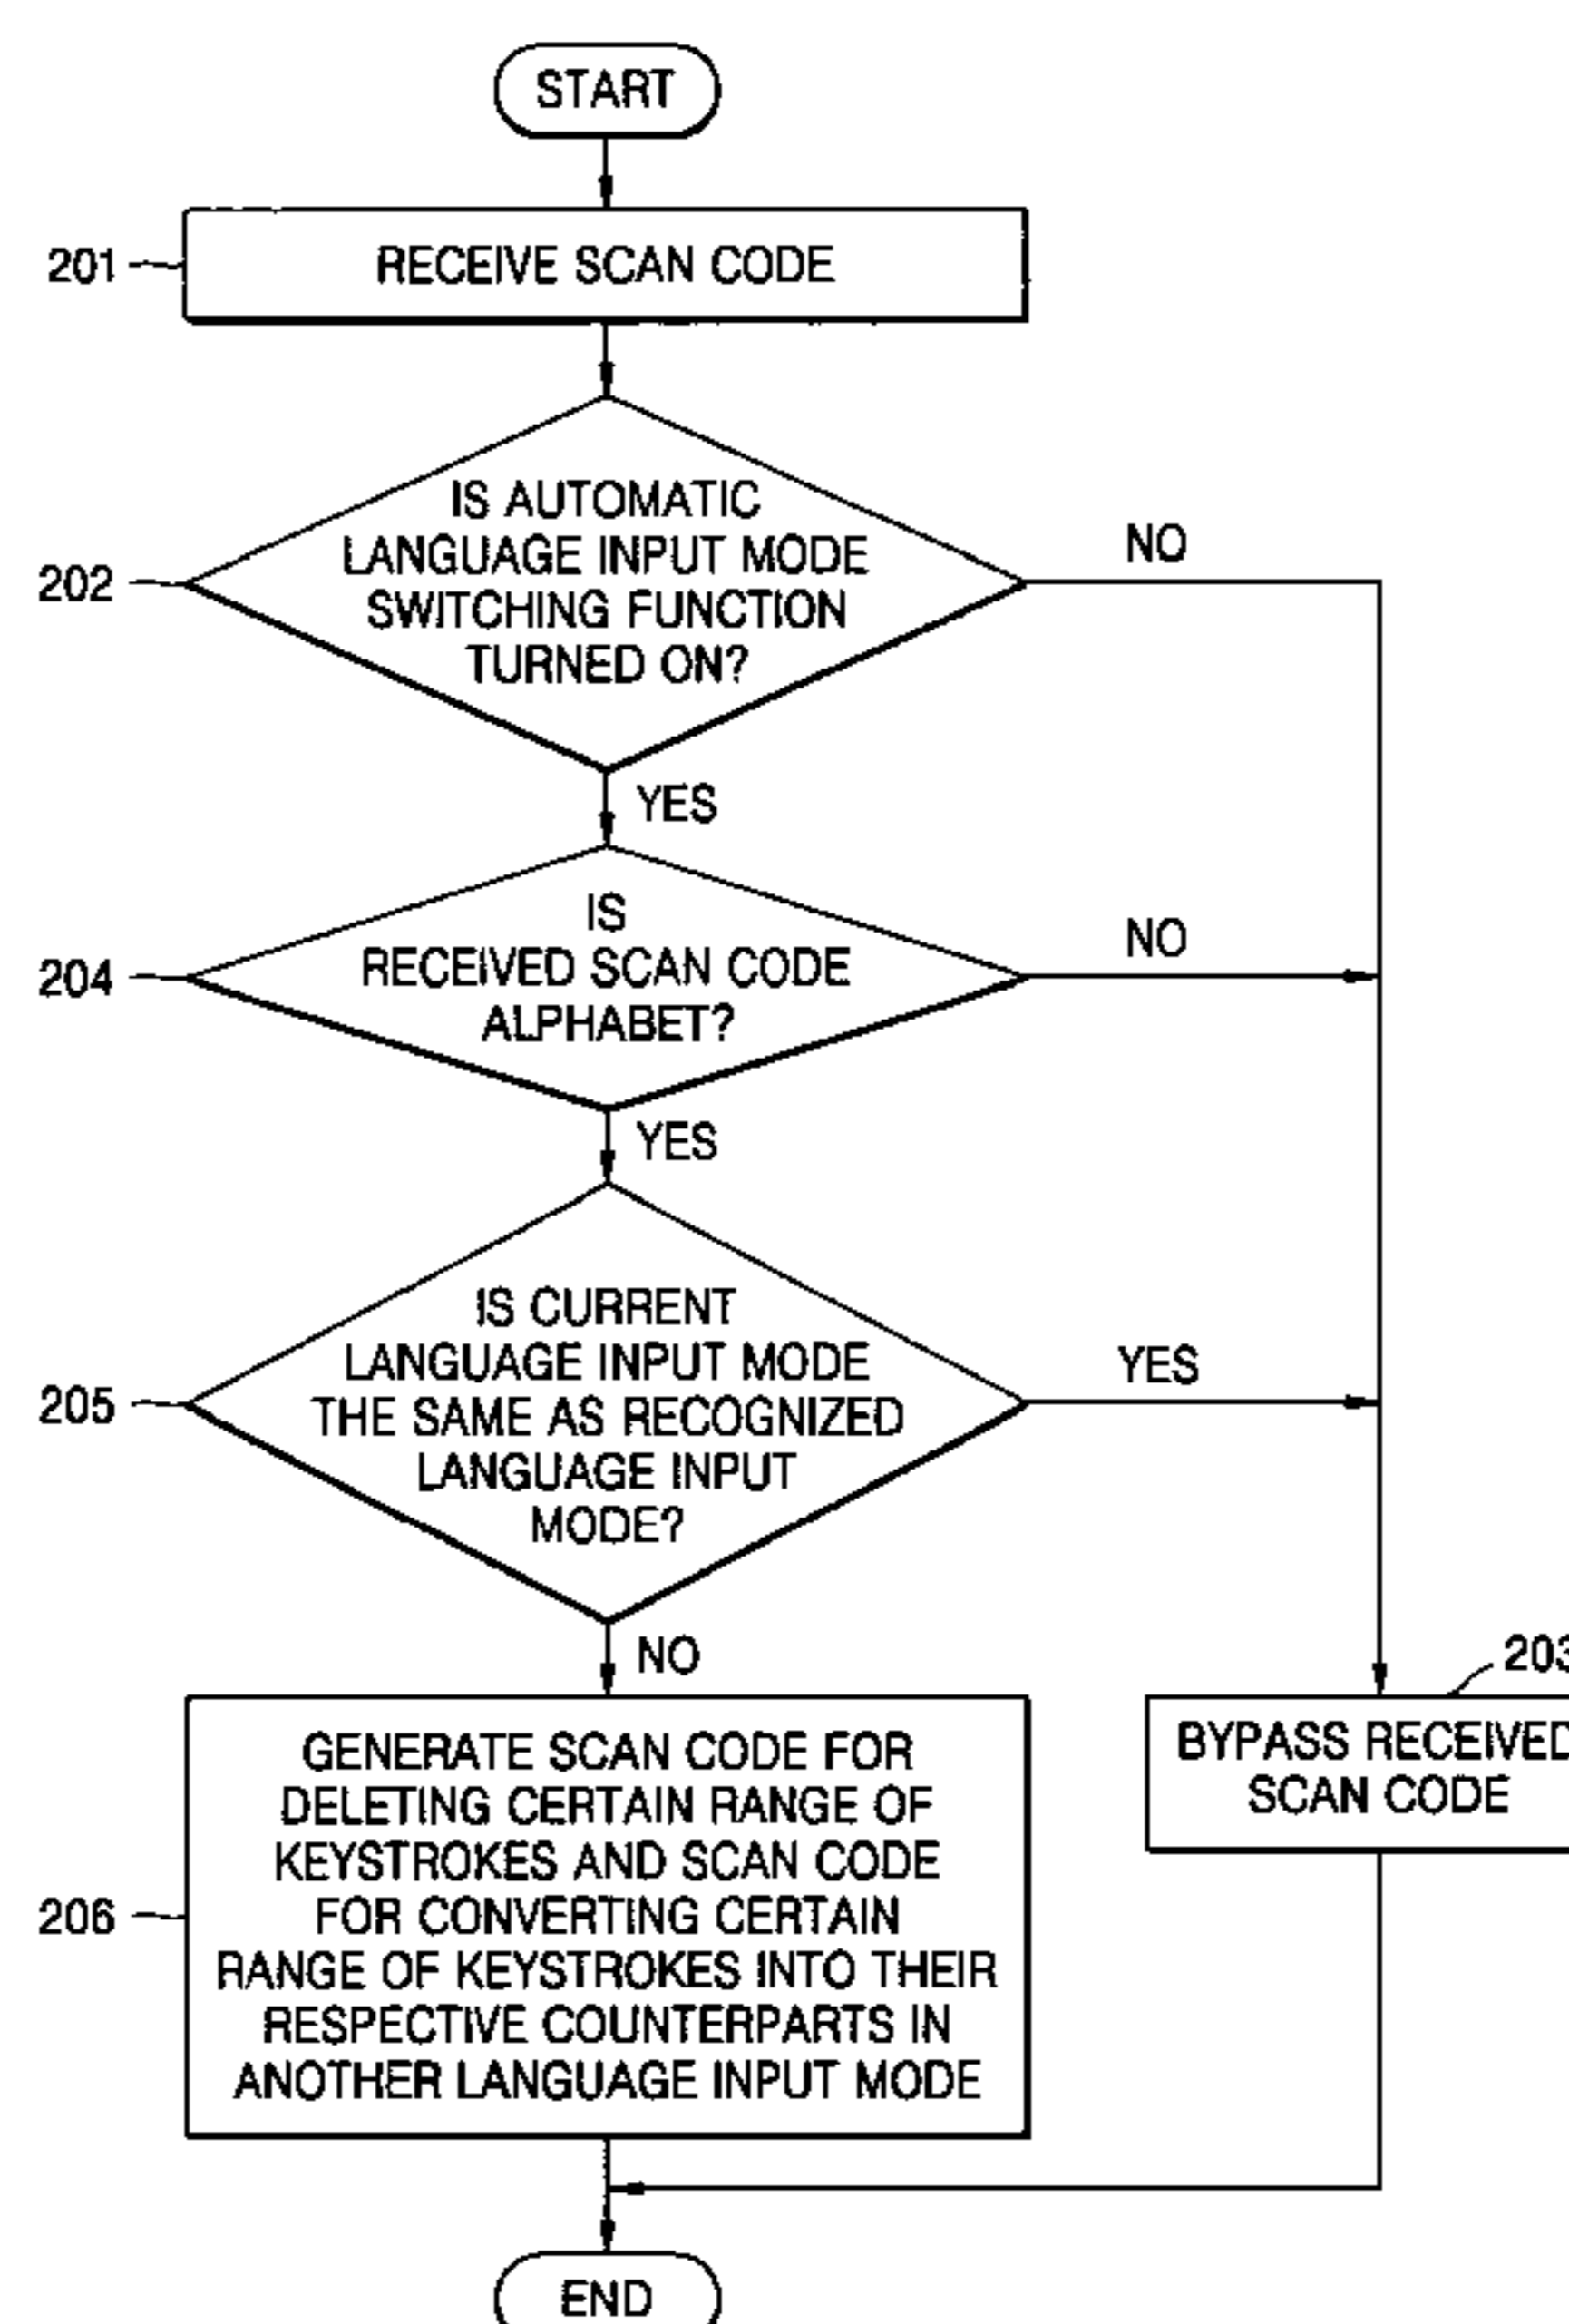 START
201
RECEIVE SCAN CODE
IS AUTOMATIC
LANGUAGE INPUT MODE
SWITCHING FUNCTION
TURNED ON?
202
NO
YES
IS
RECEIVED SCAN CODE
ALPHABET?
204
NO
YES
IS CURRENT
LANGUAGE INPUT MODE
THE SAME AS RECOGNIZED
LANGUAGE INPUT
MODE?
205
YES
NO
203
BYPASS RECEIVED
SCAN CODE
GENERATE SCAN CODE FOR
DELETING CERTAIN RANGE OF
KEYSTROKES AND SCAN CODE
FOR CONVERTING CERTAIN
RANGE OF KEYSTROKES INTO THEIR
RESPECTIVE COUNTERPARTS IN
ANOTHER LANGUAGE INPUT MODE
206
END